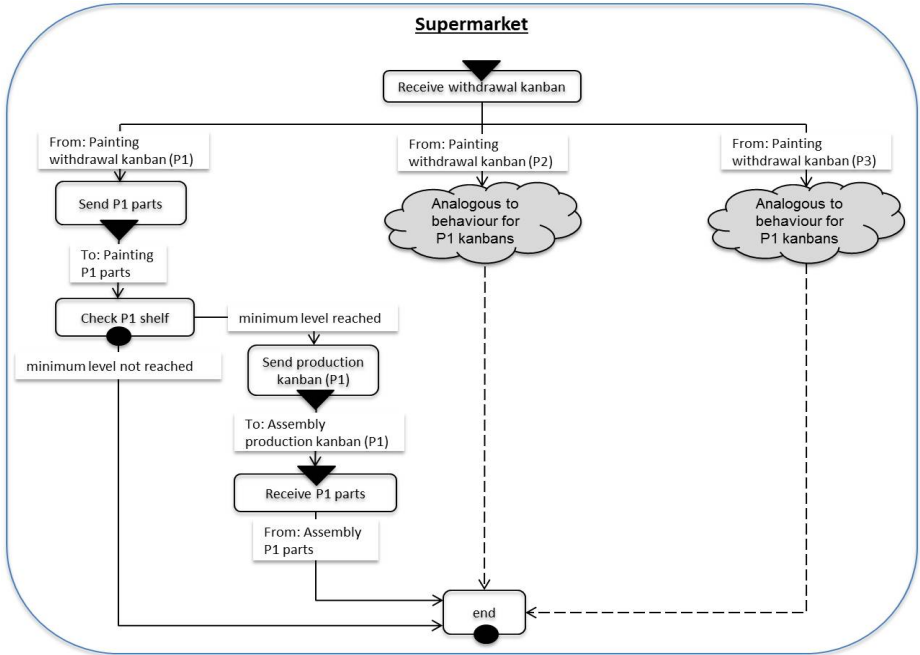 Supermarket
Receive withdrawal kanban
From: Painting
withdrawal kanban (P1)
From: Painting
withdrawal kanban (P2)
From: Painting
withdrawal kanban (P3)
Send P1 parts
Analogous to
behaviour for
P1 kanbans
Analogous to
behaviour for
P1 kanbans
To: Painting
P1 parts
Check P1 shelf
minimum level reached
minimum level not reached
Send production
kanban (P1)
To: Assembly
production kanban (P1)
Receive P1 parts
From: Assembly
P1 parts
end